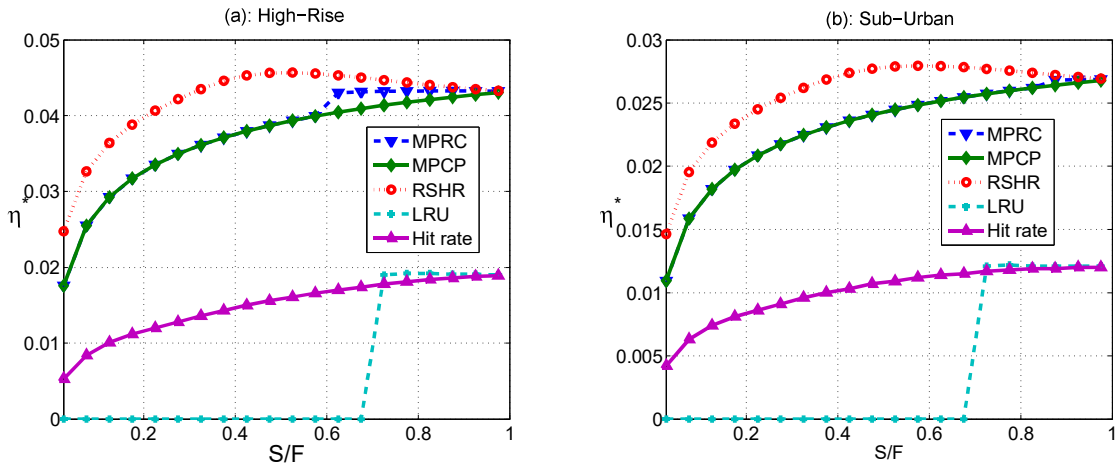 (a): High−Rise
0.05
0.04
0.03
0.02
0.01
0
η*
0.2
0.4
0.6
0.8
1
S/F
MPRC
MPCP
RSHR
LRU
Hit rate
(b): Sub−Urban
0.03
0.025
0.02
0.015
0.01
0.005
0
η*
0.2
0.4
0.6
0.8
1
S/F
MPRC
MPCP
RSHR
LRU
Hit rate